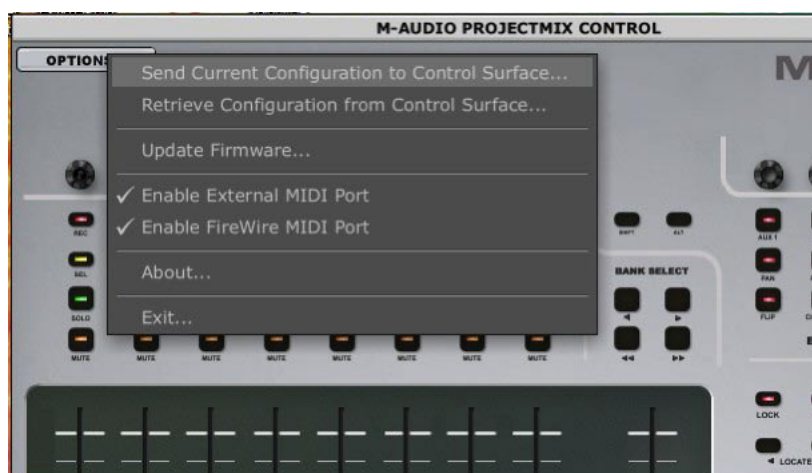 M-AUDIO PROJECTMIX CONTROL
OPTIONS
M
Send Current Configuration to Control Surface...
Retrieve Configuration from Control Surface...
Update Firmware...
✓ Enable External MIDI Port
✓ Enable FireWire MIDI Port
About...
Exit...
REC
SHIFT ALT
AUX 1
SEL
BANK SELECT
PAN
SOLO
FLIP
MUTE MUTE MUTE MUTE MUTE MUTE MUTE MUTE
LOCK
LOCATE